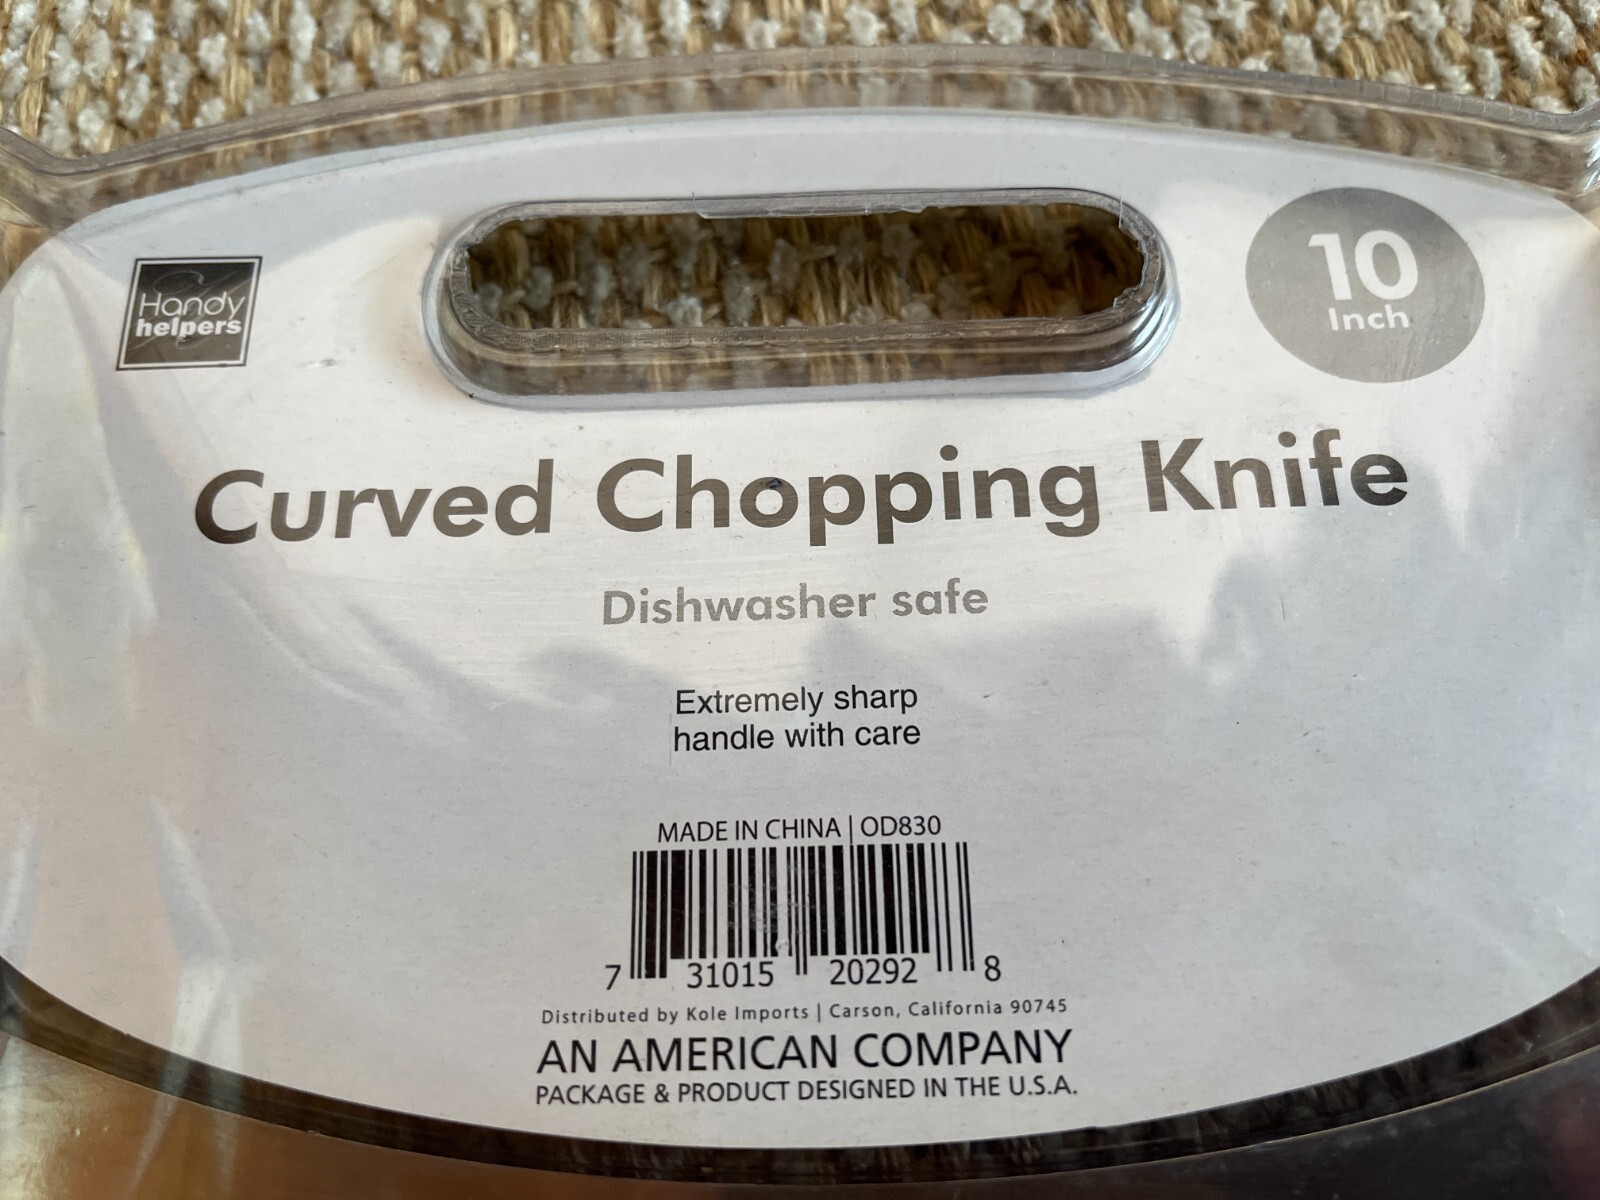 Handy
helpers
10
Inch
Curved Chopping Knife
Dishwasher safe
Extremely sharp
handle with care
MADE IN CHINA | OD830
7 31015 20292 8
Distributed by Kole Imports | Carson, California 90745
AN AMERICAN COMPANY
PACKAGE & PRODUCT DESIGNED IN THE U.S.A.